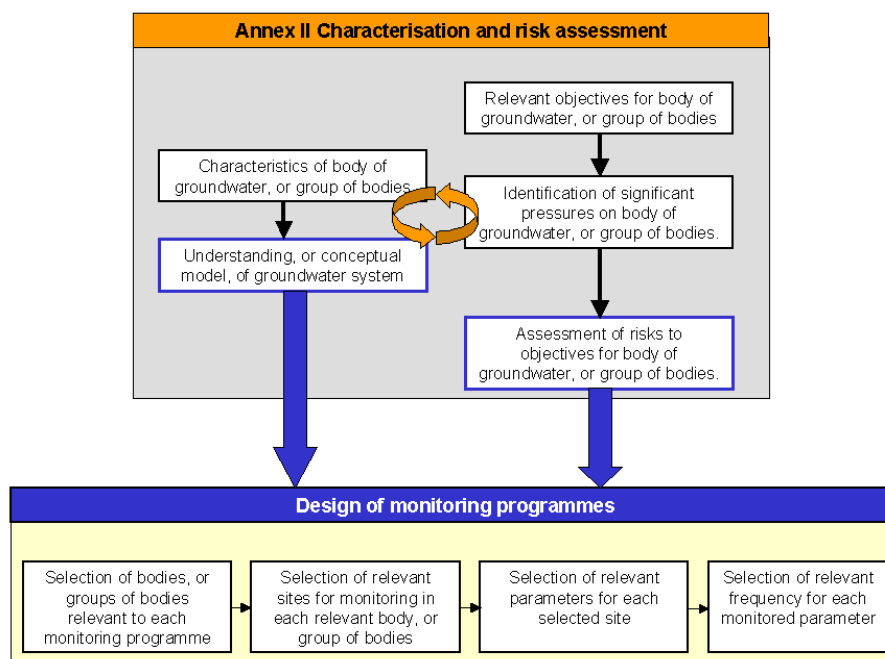 Annex II Characterisation and risk assessment
Relevant objectives for body of
groundwater, or group of bodies
Characteristics of body of
groundwater, or group of bodies
Identification of significant
pressures on body of
groundwater, or group of bodies.
Understanding, or conceptual
model, of groundwater system
Assessment of risks to
objectives for body of
groundwater, or group of bodies.
Design of monitoring programmes
Selection of bodies, or
groups of bodies
relevant to each
monitoring programme
Selection of relevant
sites for monitoring in
each relevant body, or
group of bodies
Selection of relevant
parameters for each
selected site
Selection of relevant
frequency for each
monitored parameter